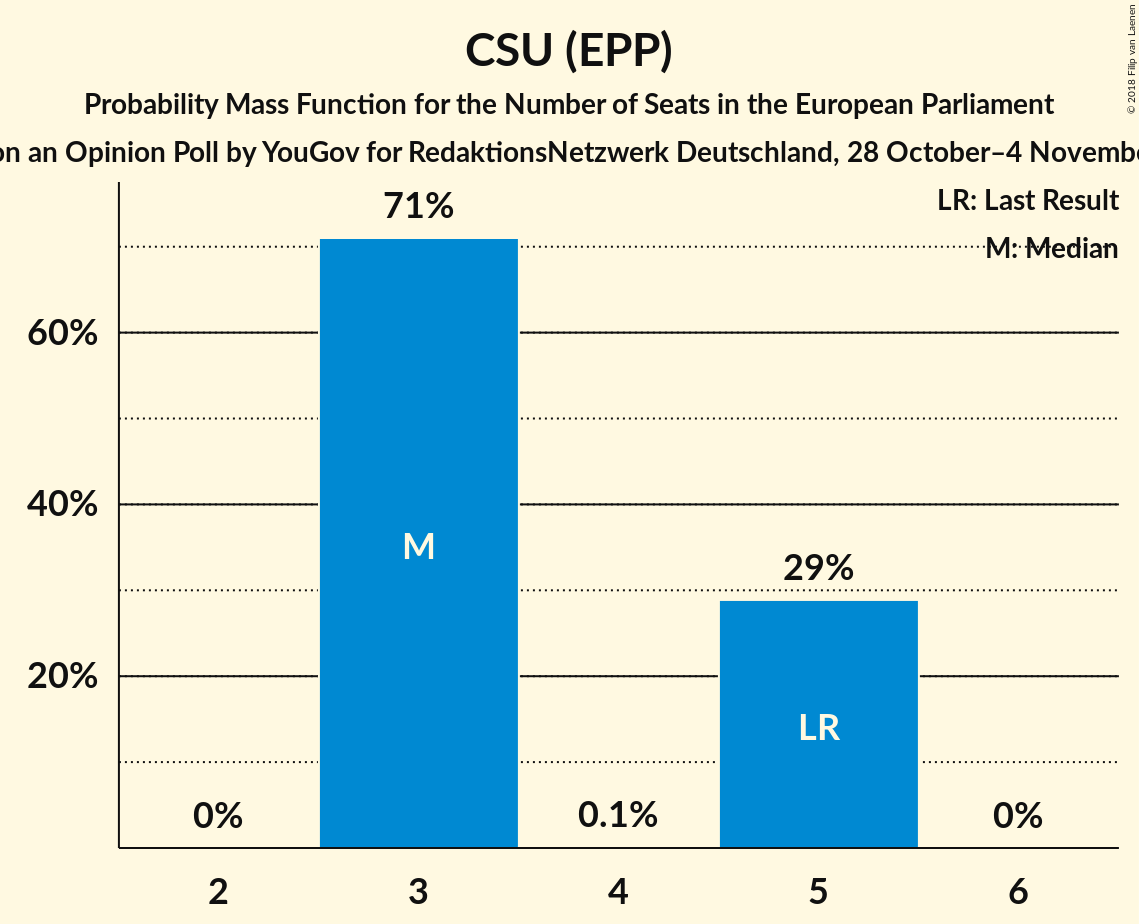 CSU (EPP)
Probability Mass Function for the Number of Seats in the European Parliament
on an Opinion Poll by YouGov for RedaktionsNetzwerk Deutschland, 28 October–4
© 2018 Filip van Laenen
LR: Last Result
M: Median
71%
60%
40%
M
29%
20%
LR
0%
0.1%
0%
2
3
4
5
6